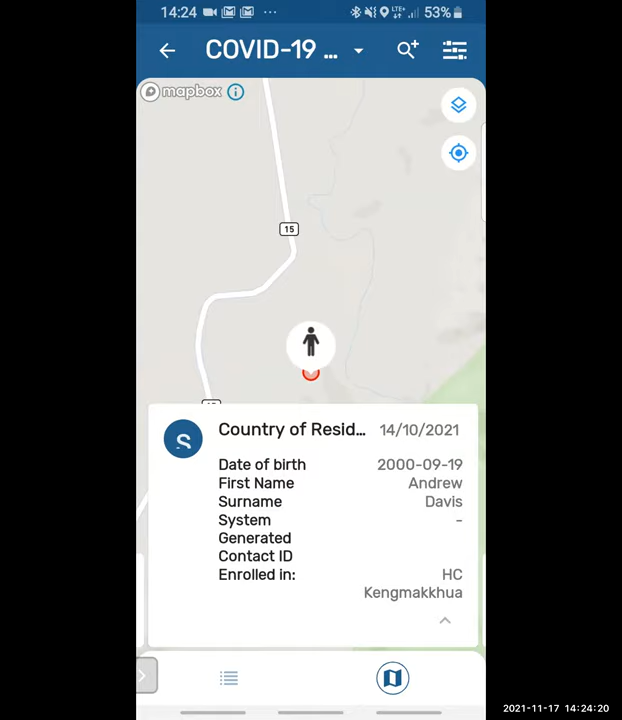 14:24 ... LTE+ 53%
COVID-19 ...
mapbox
15
S
Country of Resid... 14/10/2021
Date of birth 2000-09-19
First Name Andrew
Surname Davis
System -
Generated
Contact ID
Enrolled in: HC
Kengmakkhua
2021-11-17 14:24:20